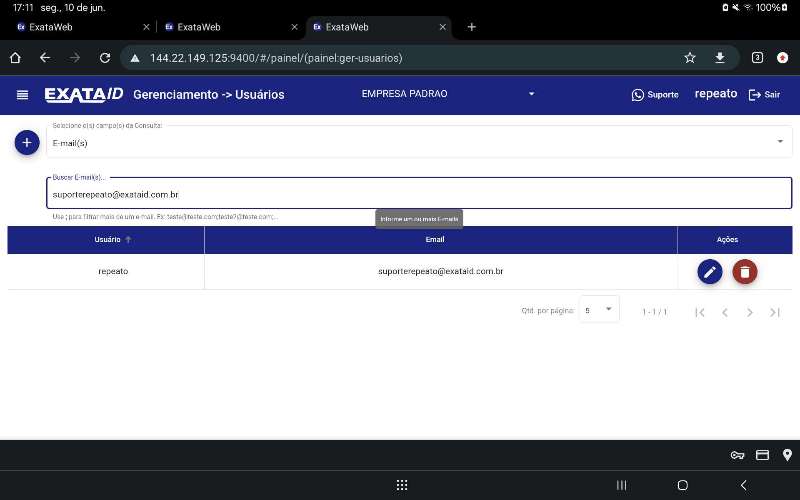 17:11 seg., 10 de jun. 100%
Ex ExataWeb Ex ExataWeb Ex ExataWeb
144.22.149.125:9400/#/painel/(painel:ger-usuarios) 3
EXATAID Gerenciamento -> Usuários EMPRESA PADRAO Suporte repeato Sair
Selecione o(s) campo(s) da Consulta:
E-mail(s)
Buscar E-mail(s)...
suporterepeato@exataid.com.br
Use ; para filtrar mais de um e-mail. Ex: teste@teste.com;teste2@teste.com;...
Informe um ou mais E-mails
Usuário Email Ações
repeato suporterepeato@exataid.com.br
Qtd. por página: 5 1 - 1 / 1